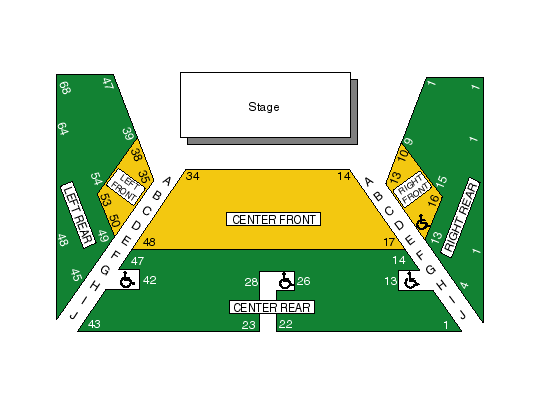 Stage
68
47
1
1
64
39
38
35
9
10
13
1
LEFT
FRONT
RIGHT
FRONT
54
53
50
49
A
34
14
A
15
16
13
B
B
C
C
D
D
E
E
F
F
G
G
H
H
I
I
J
J
LEFT REAR
RIGHT REAR
CENTER FRONT
48
17
48
45
1
4
47
14
42
28
26
13
CENTER REAR
43
23
22
1